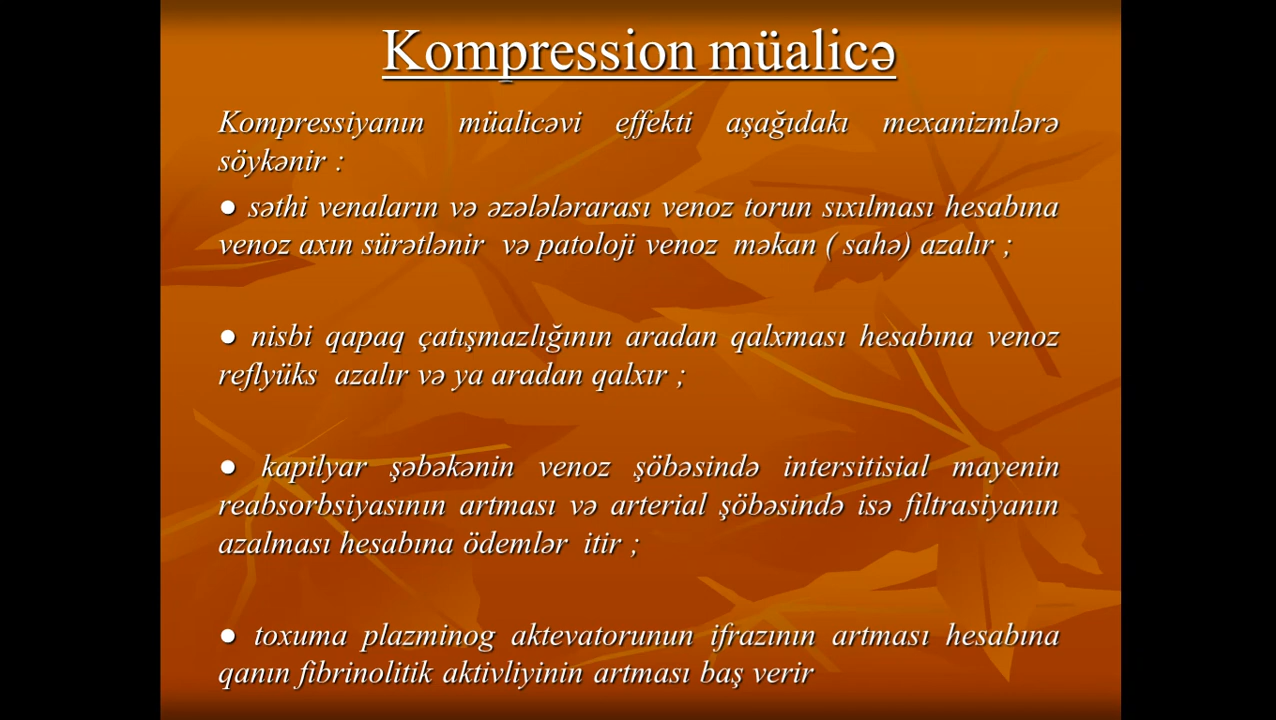 Kompression müalicə
Kompressiyanın müalicəvi effekti aşağıdakı mexanizmlərə
söykənir :
● səthi venaların və əzələlərarası venoz torun sıxılması hesabına
venoz axın sürətlənir və patoloji venoz məkan ( sahə) azalır ;
● nisbi qapaq çatışmazlığının aradan qalxması hesabına venoz
reflyüks azalır və ya aradan qalxır ;
● kapilyar şəbəkənin venoz şöbəsində intersitisial mayenin
reabsorbsiyasının artması və arterial şöbəsində isə filtrasiyanın
azalması hesabına ödemlər itir ;
● toxuma plazminog aktevatorunun ifrazının artması hesabına
qanın fibrinolitik aktivliyinin artması baş verir